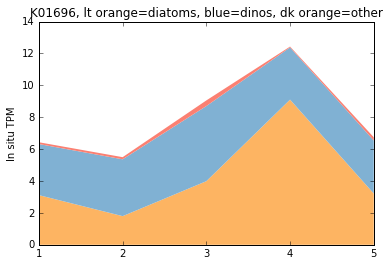 K01696, lt orange=diatoms, blue=dinos, dk orange=other
14
12
10
8
6
4
2
0
In situ TPM
1 2 3 4 5